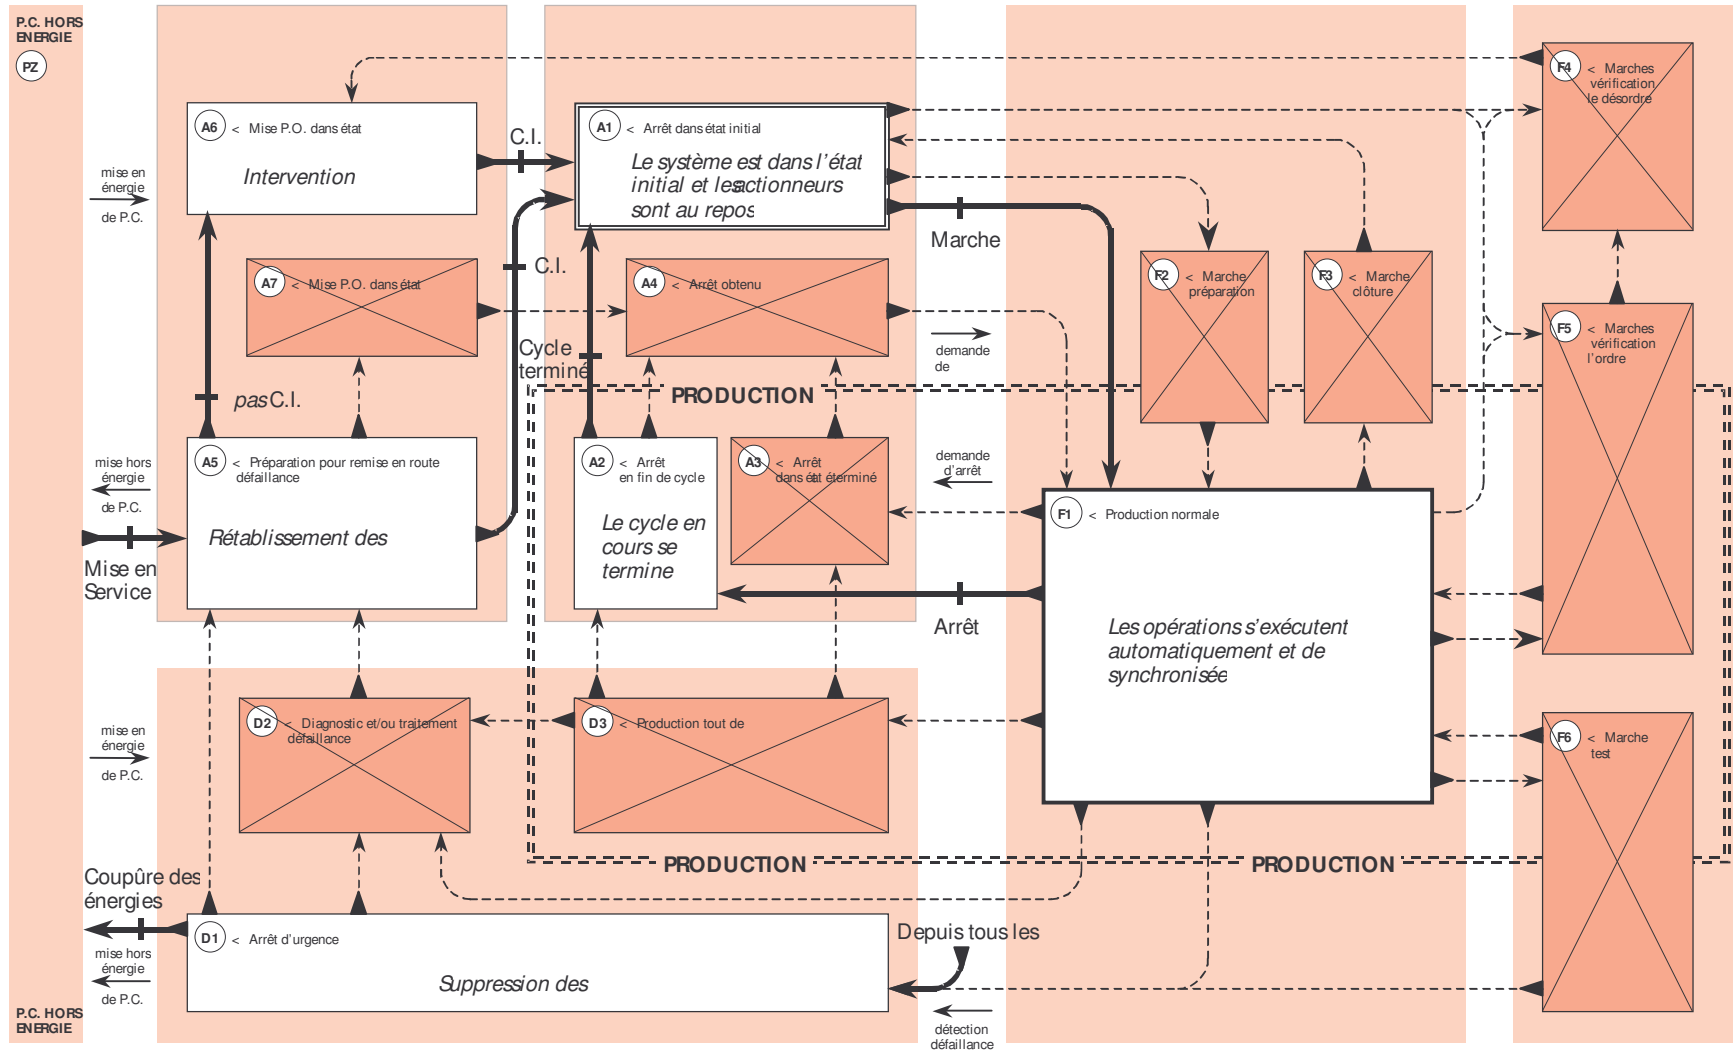 P.C. HORS
ENERGIE
PZ
mise en
énergie
de P.C.
mise hors
énergie
de P.C.
Mise en
Service
mise en
énergie
de P.C.
Coupûre des
énergies
mise hors
énergie
de P.C.
P.C. HORS
ENERGIE
A6 < Mise P.O. dans état
Intervention
C.I.
A1 < Arrêt dans état initial
Le système est dans l'état
initial et les actionneurs
sont au repos
Marche
C.I.
A7 < Mise P.O. dans état
A4 < Arrêt obtenu
Cycle
terminé
pas C.I.
demande
de
PRODUCTION
A5 < Préparation pour remise en route
défaillance
Rétablissement des
A2 < Arrêt
en fin de cycle
Le cycle en
cours se
termine
A3 < Arrêt
dans état éterminé
demande
d'arrêt
Arrêt
F2 < Marche
préparation
F3 < Marche
clôture
F4 < Marches
vérification
le désordre
F5 < Marches
vérification
l'ordre
F1 < Production normale
Les opérations s'exécutent
automatiquement et de
synchronisée
D2 < Diagnostic et/ou traitement
défaillance
D3 < Production tout de
F6 < Marche
test
PRODUCTION
PRODUCTION
D1 < Arrêt d'urgence
Suppression des
Depuis tous les
détection
défaillance